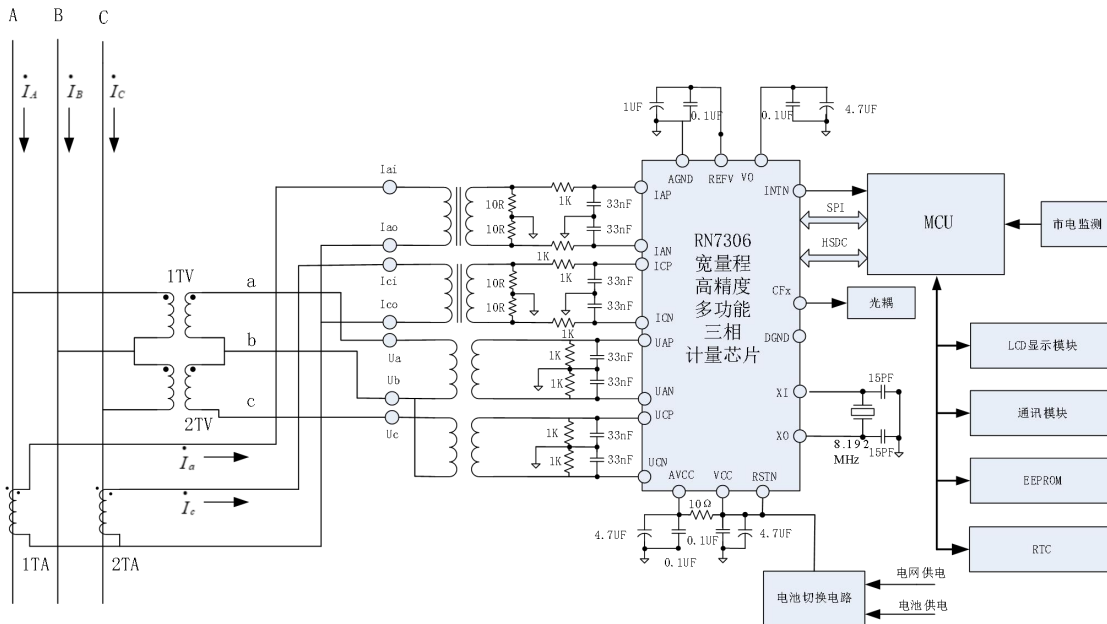 A
B
C
İA
İB
İC
1UF
0.1UF
0.1UF
4.7UF
AGND
REFV
VO
Iai
Iao
Ici
Ico
Ua
Ub
Uc
10R
10R
1K
1K
33nF
33nF
10R
10R
1K
1K
33nF
33nF
1K
1K
33nF
33nF
1K
1K
33nF
33nF
IAP
IAN
ICP
ICN
UAP
UAN
UCP
UCN
RN7306
宽量程
高精度
多功能
三相
计量芯片
INTN
SPI
HSDC
CFx
DGND
XI
XO
MCU
市电监测
光耦
15PF
15PF
8.192
MHz
LCD显示模块
通讯模块
EEPROM
RTC
1TV
2TV
a
b
c
İa
İc
1TA
2TA
AVCC
VCC
RSTN
10Ω
4.7UF
0.1UF
0.1UF
4.7UF
电池切换电路
电网供电
电池供电